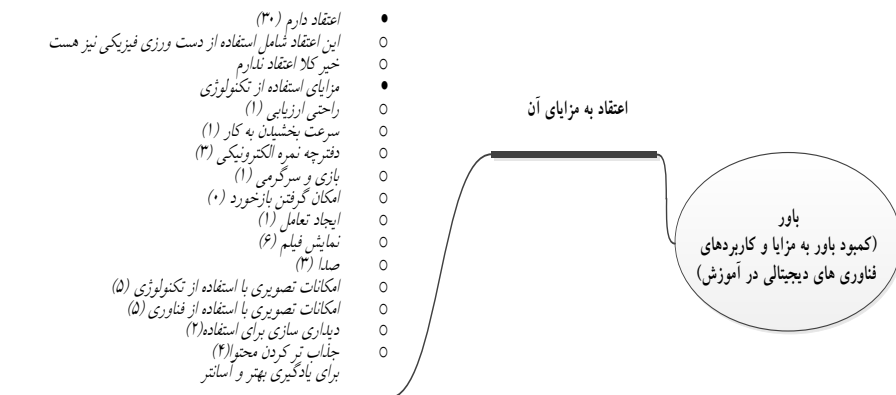 باور
(کمبود باور به مزایا و کاربردهای
فناوری های دیجیتالی در آموزش)
اعتقاد به مزایای آن
اعتقاد دارم (۳۰)
این اعتقاد شامل استفاده از دست ورزی فیزیکی نیز هست
خیر کلا اعتقاد ندارم
مزایای استفاده از تکنولوژی
راحتی ارزیابی (۱)
سرعت بخشیدن به کار (۱)
دفترچه نمره الکترونیکی (۳)
بازی و سرگرمی (۱)
امکان گرفتن بازخورد (۰)
ایجاد تعامل (۱)
نمایش فیلم (۶)
صدا (۳)
امکانات تصویری با استفاده از تکنولوژی (۵)
امکانات تصویری با استفاده از فناوری (۵)
دیداری سازی برای استفاده(۲)
جذاب تر کردن محتوا(۴)
برای یادگیری بهتر و آسانتر